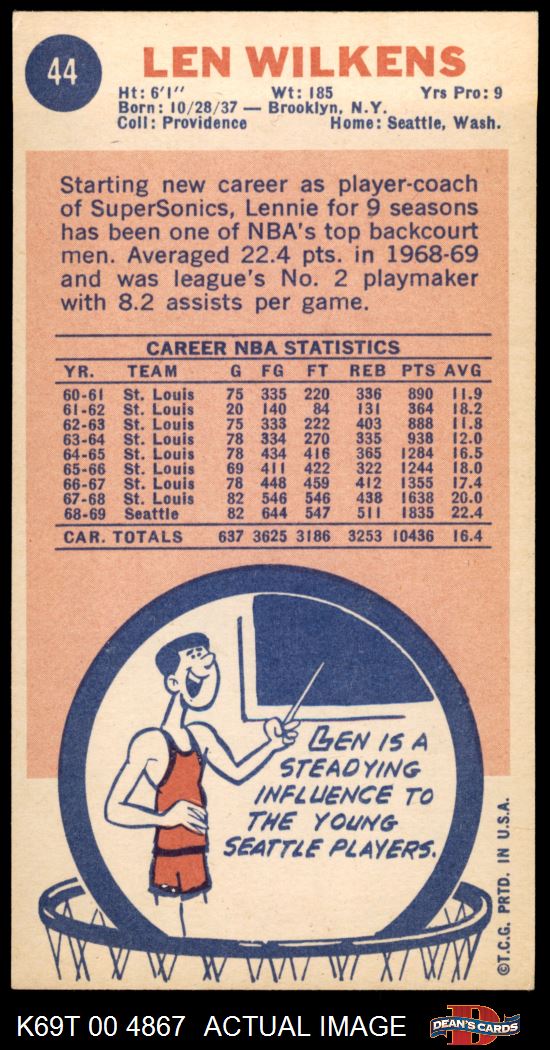 44
LEN WILKENS
Ht: 6'1" Wt: 185 Yrs Pro: 9
Born: 10/28/37 — Brooklyn, N.Y.
Coll: Providence Home: Seattle, Wash.
Starting new career as player-coach
of SuperSonics, Lennie for 9 seasons
has been one of NBA's top backcourt
men. Averaged 22.4 pts. in 1968-69
and was league's No. 2 playmaker
with 8.2 assists per game.
CAREER NBA STATISTICS
YR. TEAM G FG FT REB PTS AVG
60-61 St. Louis 75 335 220 336 890 11.9
61-62 St. Louis 20 140 84 131 364 18.2
62-63 St. Louis 75 333 222 403 888 11.8
63-64 St. Louis 78 334 270 335 938 12.0
64-65 St. Louis 78 434 416 365 1284 16.5
65-66 St. Louis 69 411 422 322 1244 18.0
66-67 St. Louis 78 448 459 412 1355 17.4
67-68 St. Louis 82 546 546 438 1638 20.0
68-69 Seattle 82 644 547 511 1835 22.4
CAR. TOTALS 637 3625 3186 3253 10436 16.4
LEN IS A
STEADYING
INFLUENCE TO
THE YOUNG
SEATTLE PLAYERS.
©T.C.G. PRTD. IN U.S.A.
K69T 00 4867 ACTUAL IMAGE
D
DEAN'S CARDS